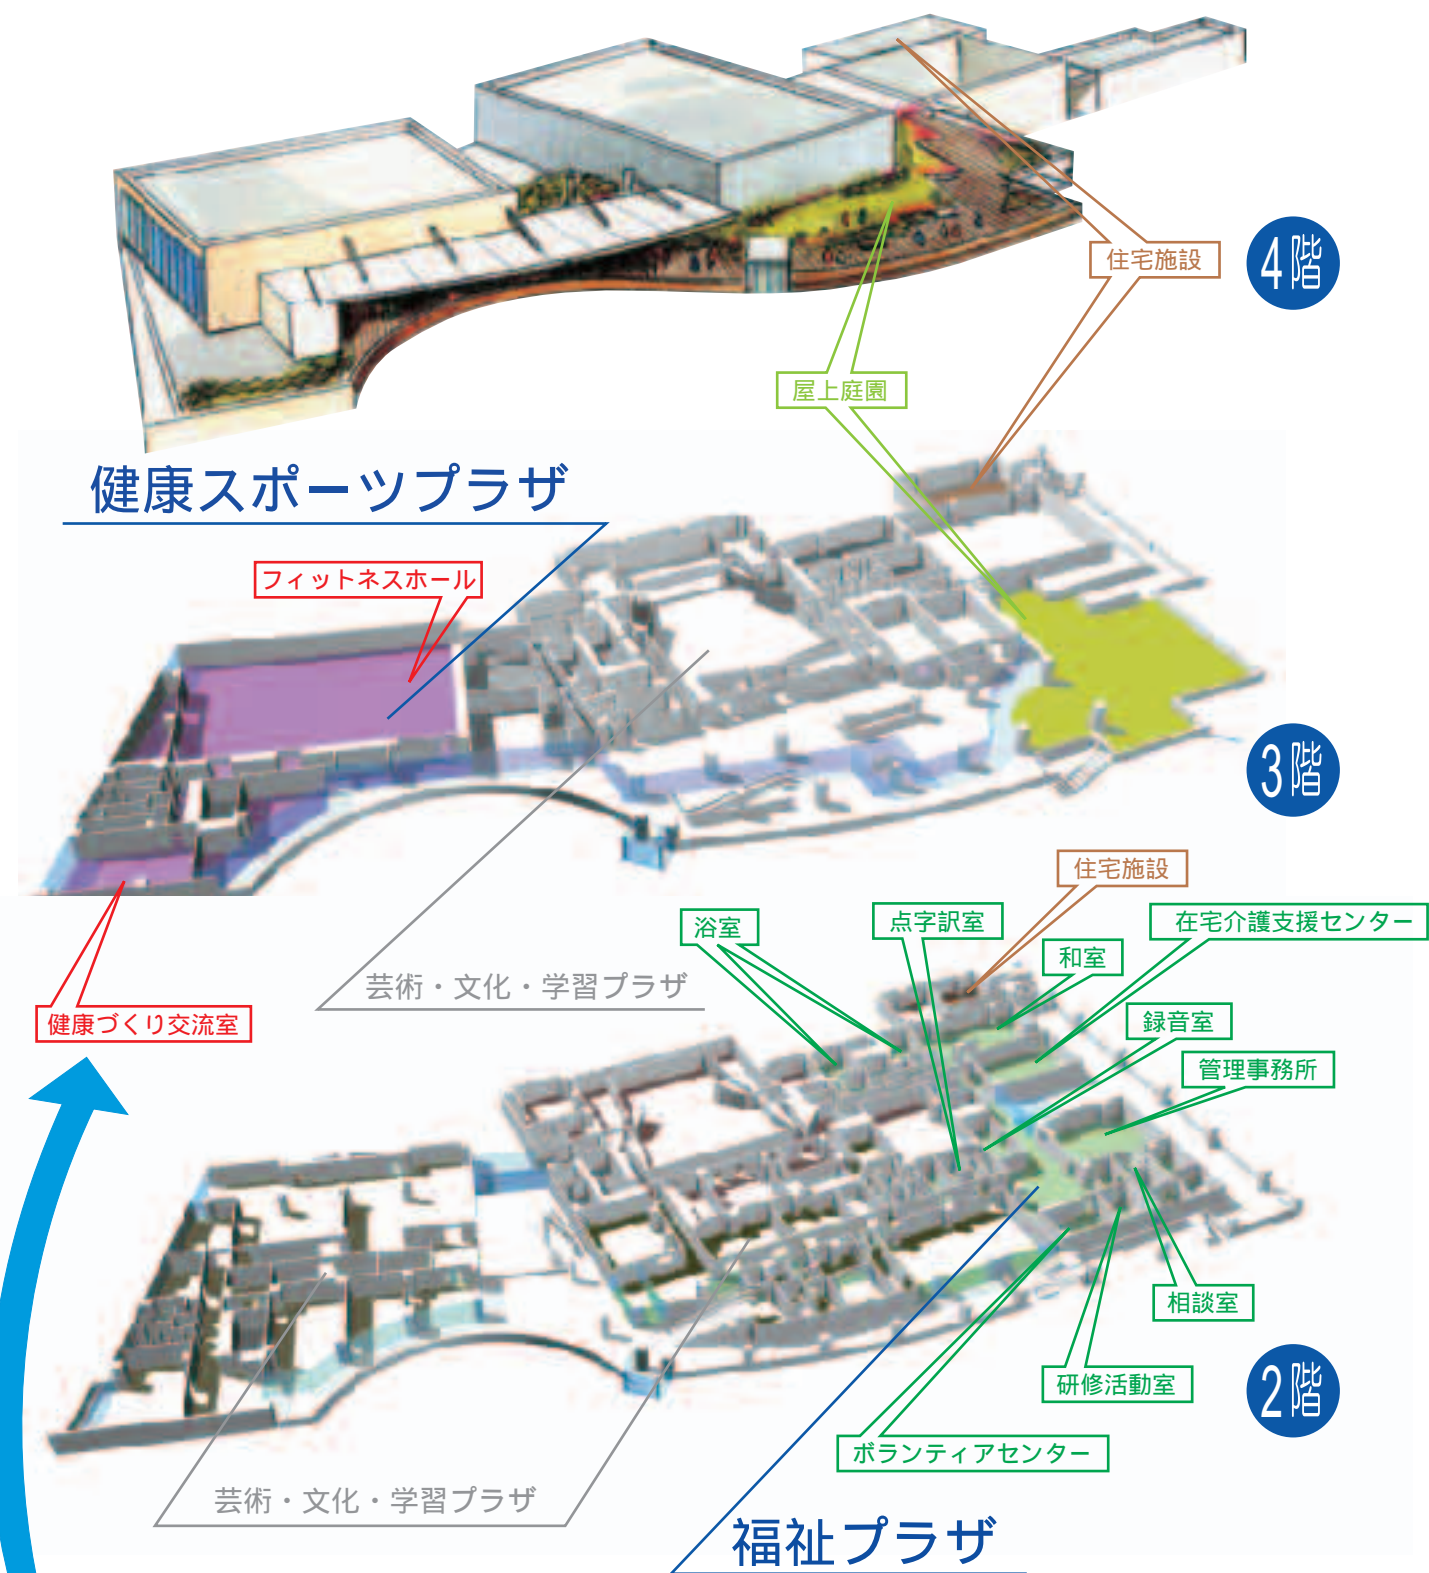 住宅施設
4階
屋上庭園
健康スポーツプラザ
フィットネスホール
3階
住宅施設
浴室
点字訳室
在宅介護支援センター
和室
芸術・文化・学習プラザ
健康づくり交流室
録音室
管理事務所
相談室
研修活動室
2階
ボランティアセンター
芸術・文化・学習プラザ
福祉プラザ